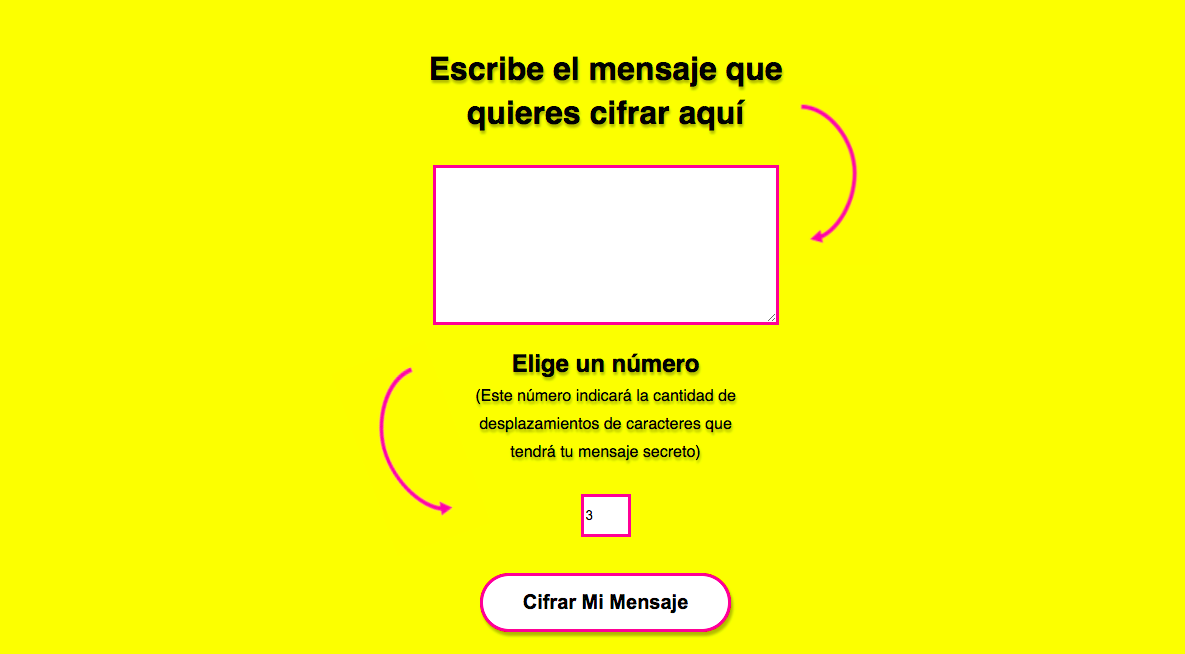 Escribe el mensaje que
quieres cifrar aquí
Elige un número
(Este número indicará la cantidad de
desplazamientos de caracteres que
tendrá tu mensaje secreto)
3
Cifrar Mi Mensaje